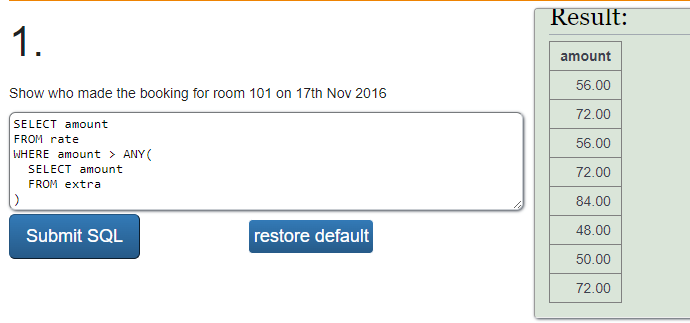 Result:
1.
Show who made the booking for room 101 on 17th Nov 2016
SELECT amount
FROM rate
WHERE amount > ANY(
  SELECT amount
  FROM extra
)
Submit SQL
restore default
amount
56.00
72.00
56.00
72.00
84.00
48.00
50.00
72.00